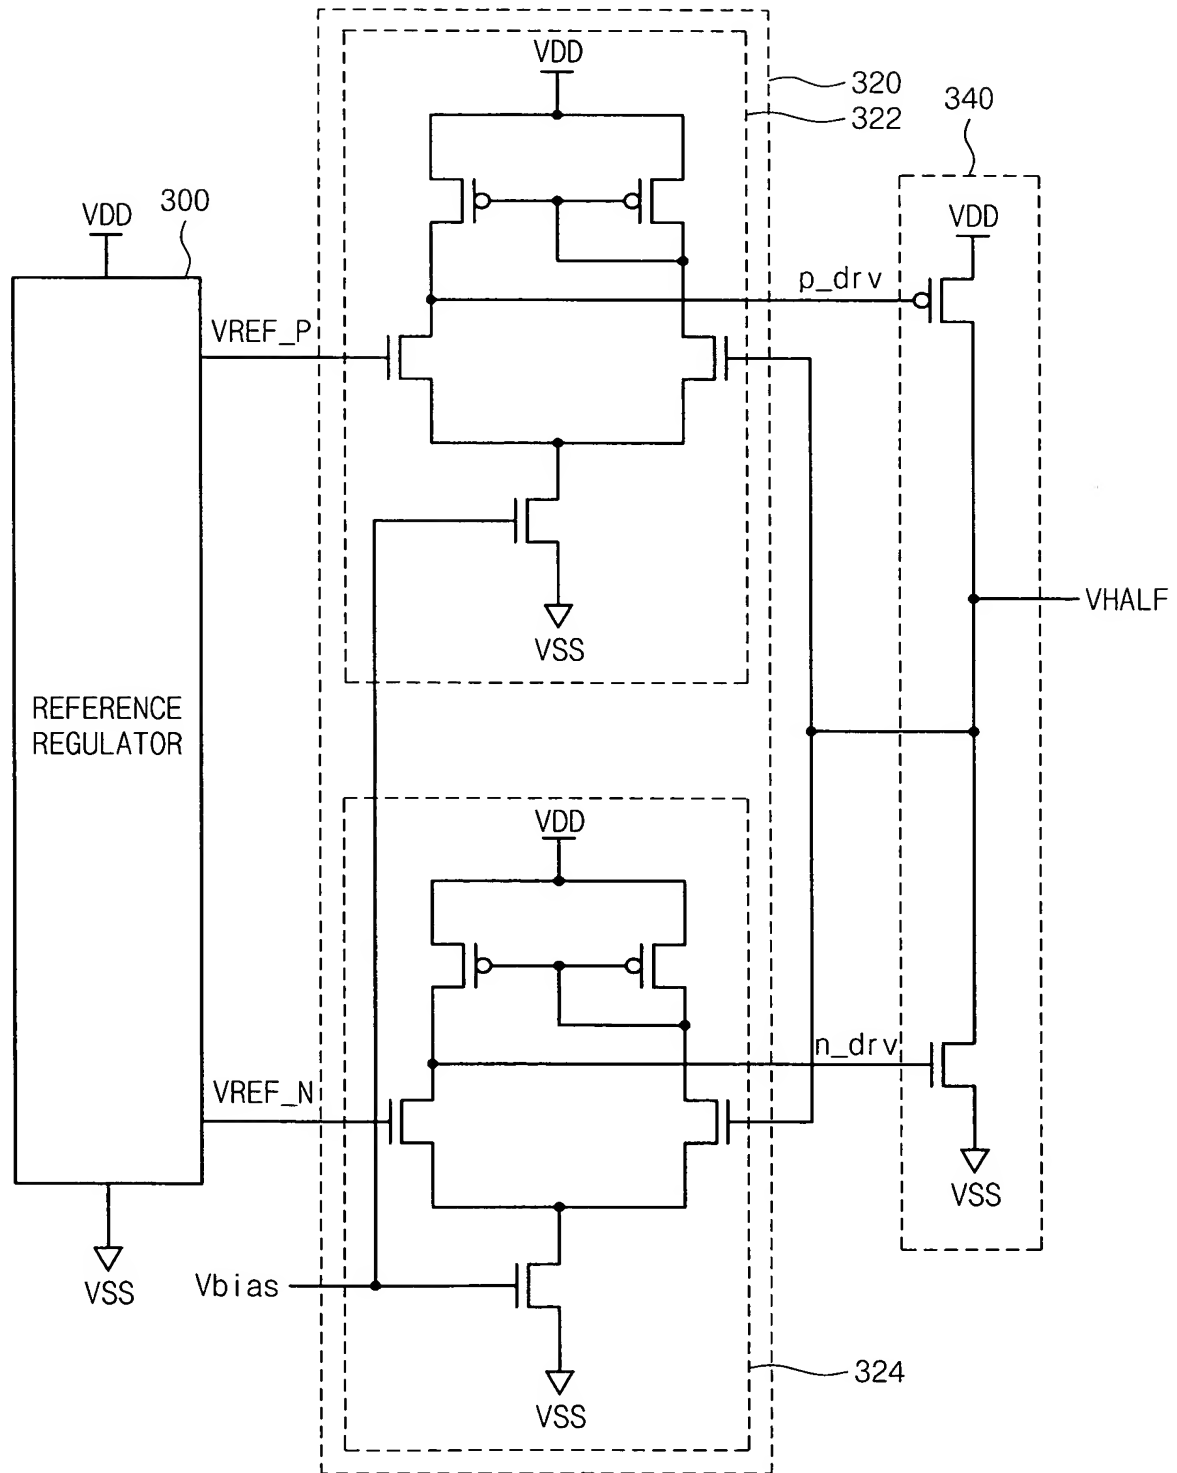 VDD
320
322
340
300
VDD
VDD
p_drv
VREF_P
VHALF
VSS
REFERENCE
REGULATOR
VDD
n_drv
VREF_N
VSS
Vbias
VSS
324
VSS